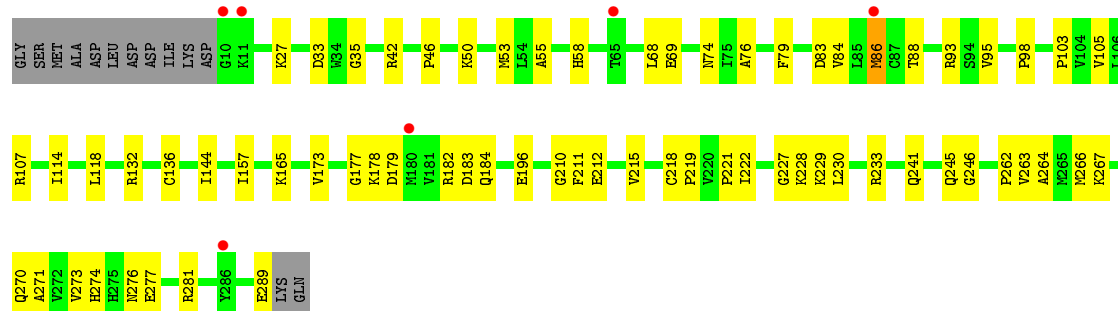 GLY SER MET ALA ASP LEU ASP ASP ILE LYS ASP G10 K11 K27 D33 W34 G35 R42 P46 K50 M53 L54 A55 H58 T65 L68 E69 N74 I75 A76 F79 D83 V84 L85 M86 C87 T88 R93 S94 V95 P98 P103 V104 V105 L106
R107 I114 L118 R132 C136 I144 I157 K165 V173 G177 K178 D179 M180 V181 R182 D183 Q184 E196 G210 F211 E212 V215 C218 P219 V220 P221 I222 G227 K228 K229 L230 R233 Q241 Q245 G246 P262 V263 A264 M265 M266 K267
Q270 A271 V272 V273 H274 H275 N276 E277 R281 Y286 E289 LYS GLN